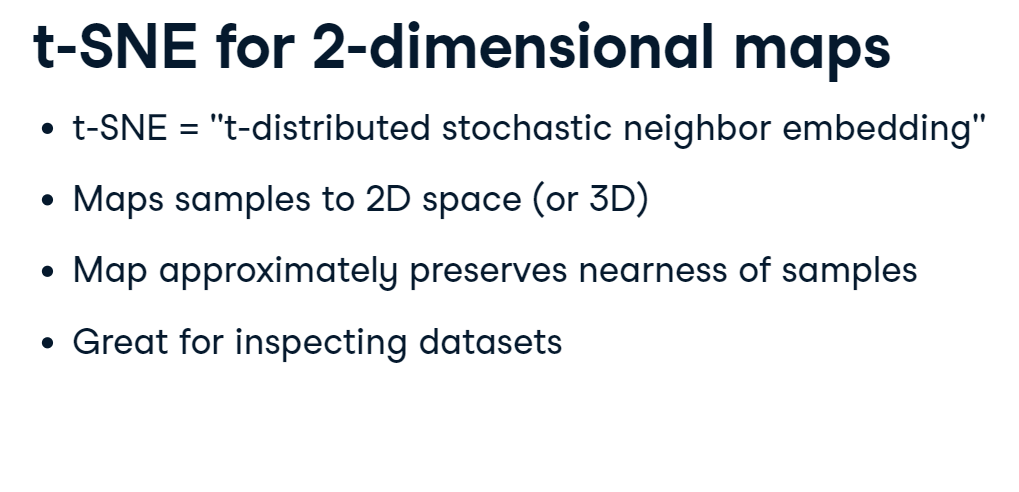 t-SNE for 2-dimensional maps
• t-SNE = "t-distributed stochastic neighbor embedding"
• Maps samples to 2D space (or 3D)
• Map approximately preserves nearness of samples
• Great for inspecting datasets